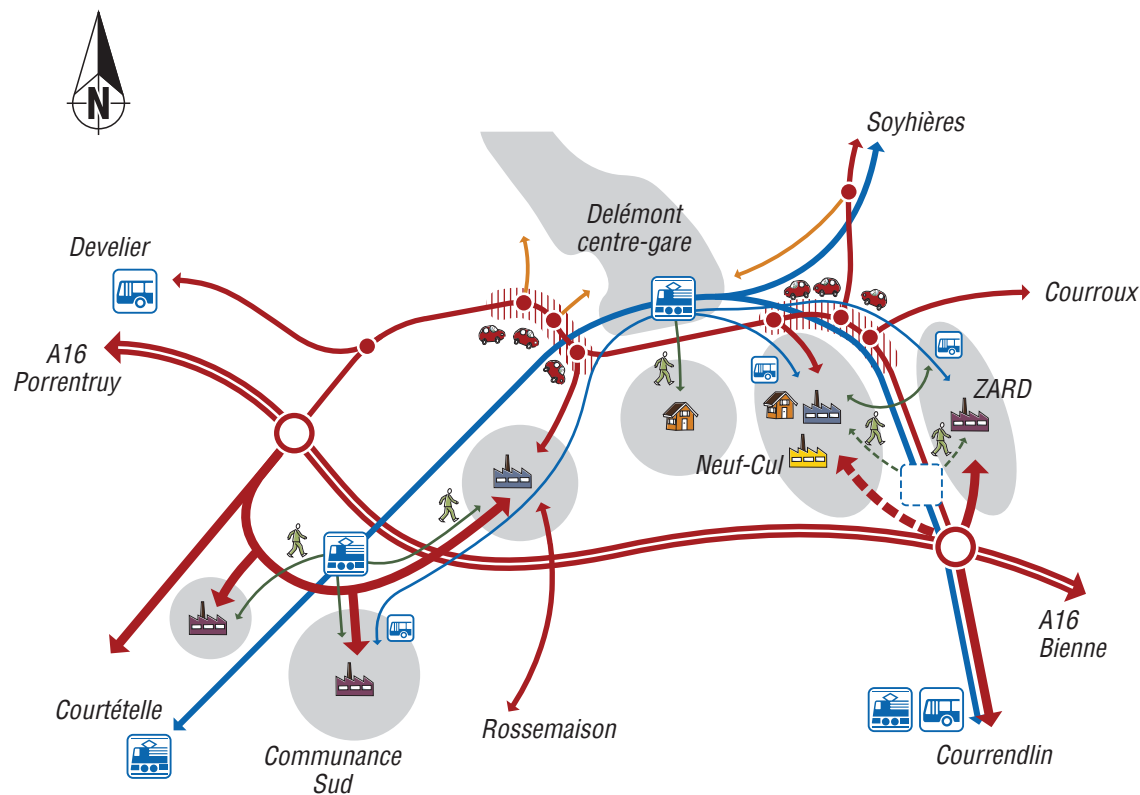 N
Soyhières
Delémont
centre-gare
Develier
Courroux
A16
Porrentruy
ZARD
Neuf-Cul
A16
Bienne
Courtételle
Rossemaison
Communance
Sud
Courrendlin